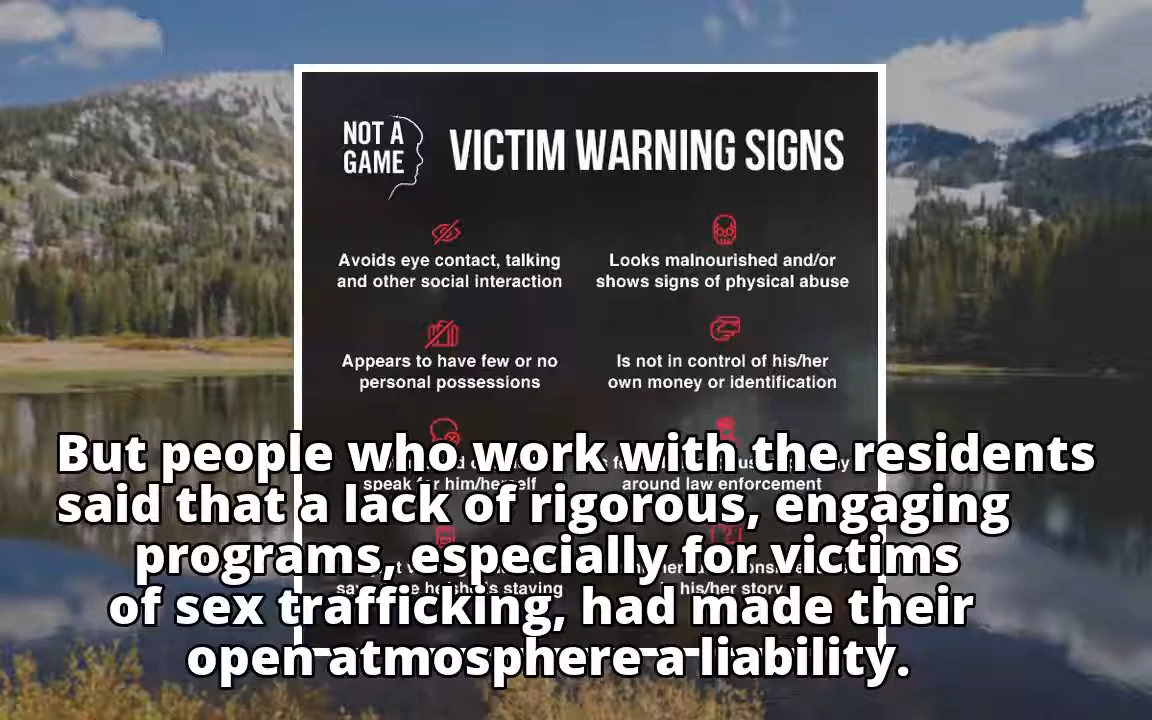 NOT A
GAME
VICTIM WARNING SIGNS
Avoids eye contact, talking
and other social interaction
Looks malnourished and/or
shows signs of physical abuse
Appears to have few or no
personal possessions
Is not in control of his/her
own money or identification
speak for him/herself
around law enforcement
staying
his/her story
But people who work with the residents
said that a lack of rigorous, engaging
programs, especially for victims
of sex trafficking, had made their
open atmosphere a liability.